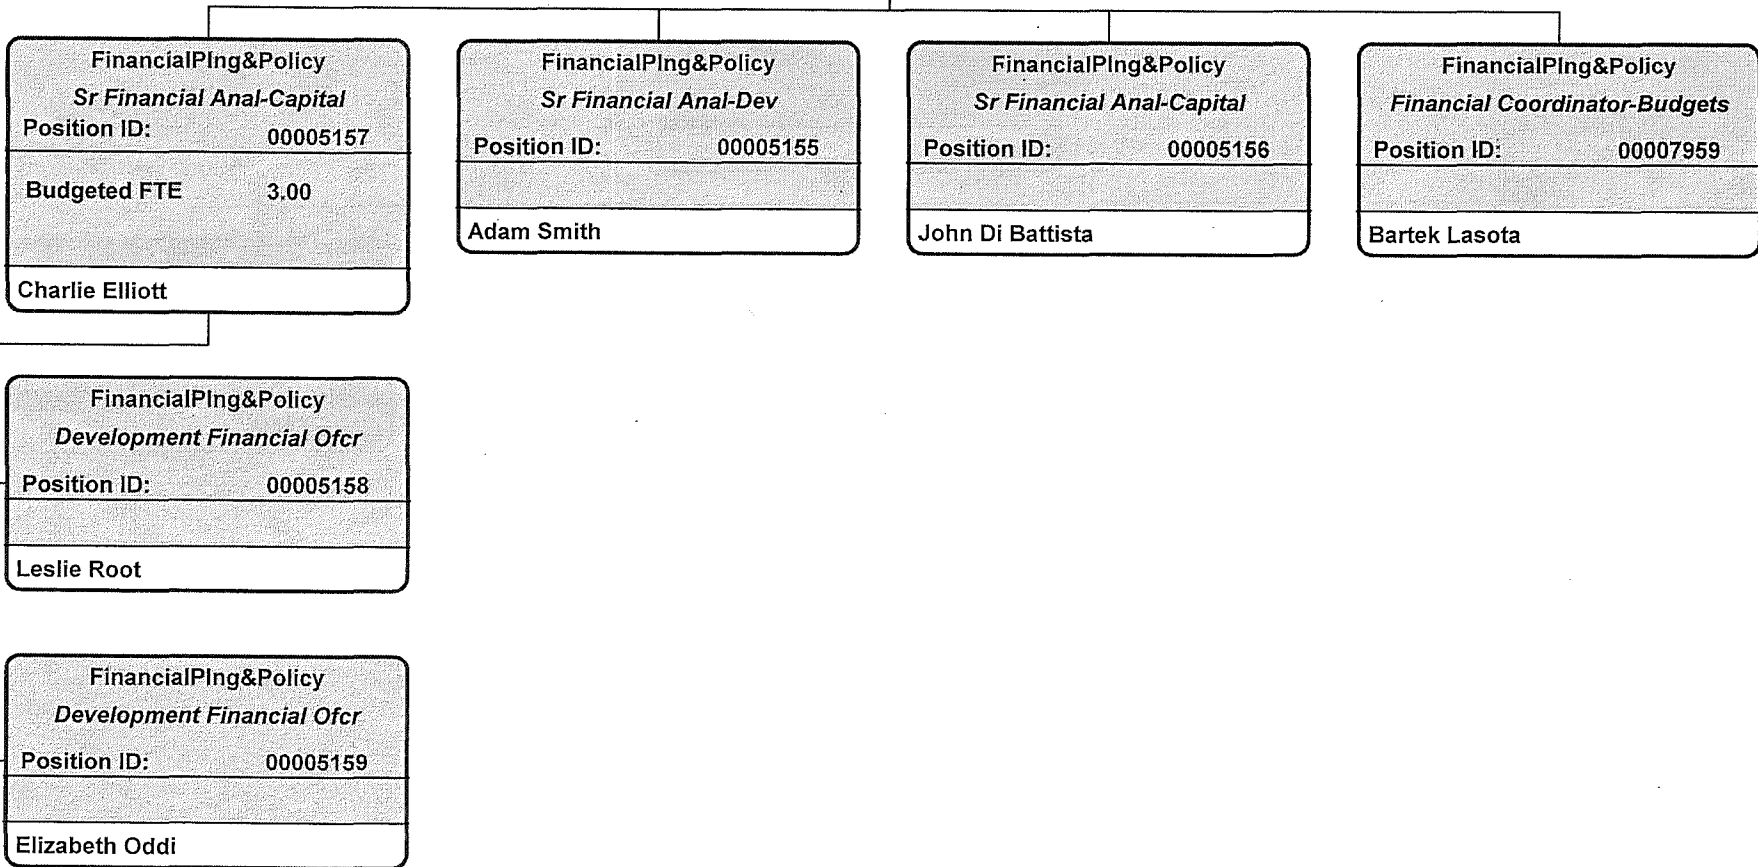 FinancialPlng&Policy
Sr Financial Anal-Capital
Position ID: 00005157
Budgeted FTE 3.00
Charlie Elliott
FinancialPlng&Policy
Sr Financial Anal-Dev
Position ID: 00005155
Adam Smith
FinancialPlng&Policy
Sr Financial Anal-Capital
Position ID: 00005156
John Di Battista
FinancialPlng&Policy
Financial Coordinator-Budgets
Position ID: 00007959
Bartek Lasota
FinancialPlng&Policy
Development Financial Ofcr
Position ID: 00005158
Leslie Root
FinancialPlng&Policy
Development Financial Ofcr
Position ID: 00005159
Elizabeth Oddi